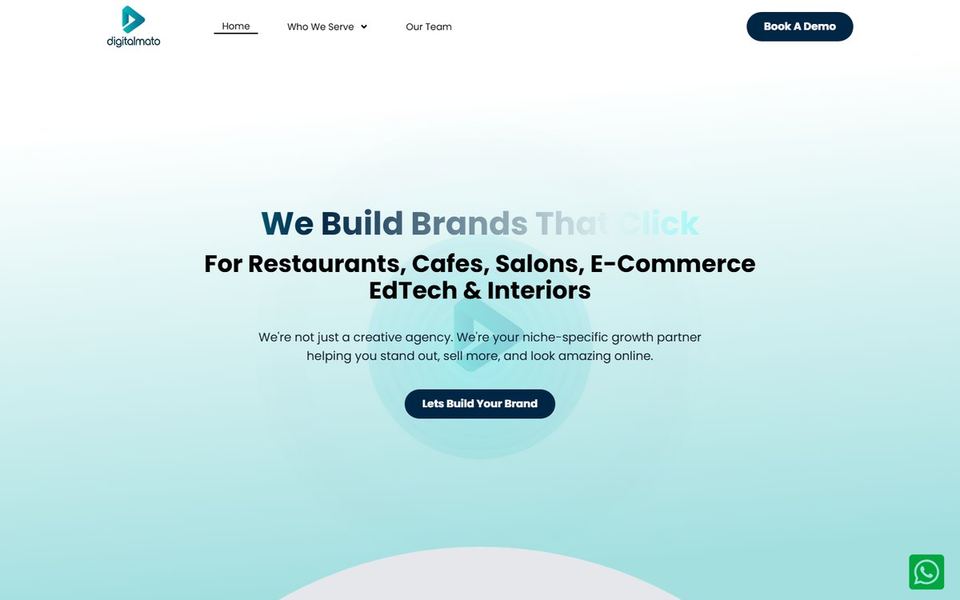 digitalmato
Home
Who We Serve
Our Team
Book A Demo
We Build Brands That Click
For Restaurants, Cafes, Salons, E-Commerce
EdTech & Interiors
We're not just a creative agency. We're your niche-specific growth partner
helping you stand out, sell more, and look amazing online.
Lets Build Your Brand